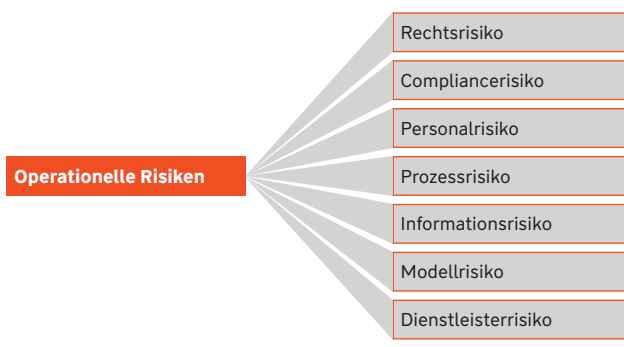 Operationelle Risiken
Rechtsrisiko
Compliancerisiko
Personalrisiko
Prozessrisiko
Informationsrisiko
Modellrisiko
Dienstleisterrisiko